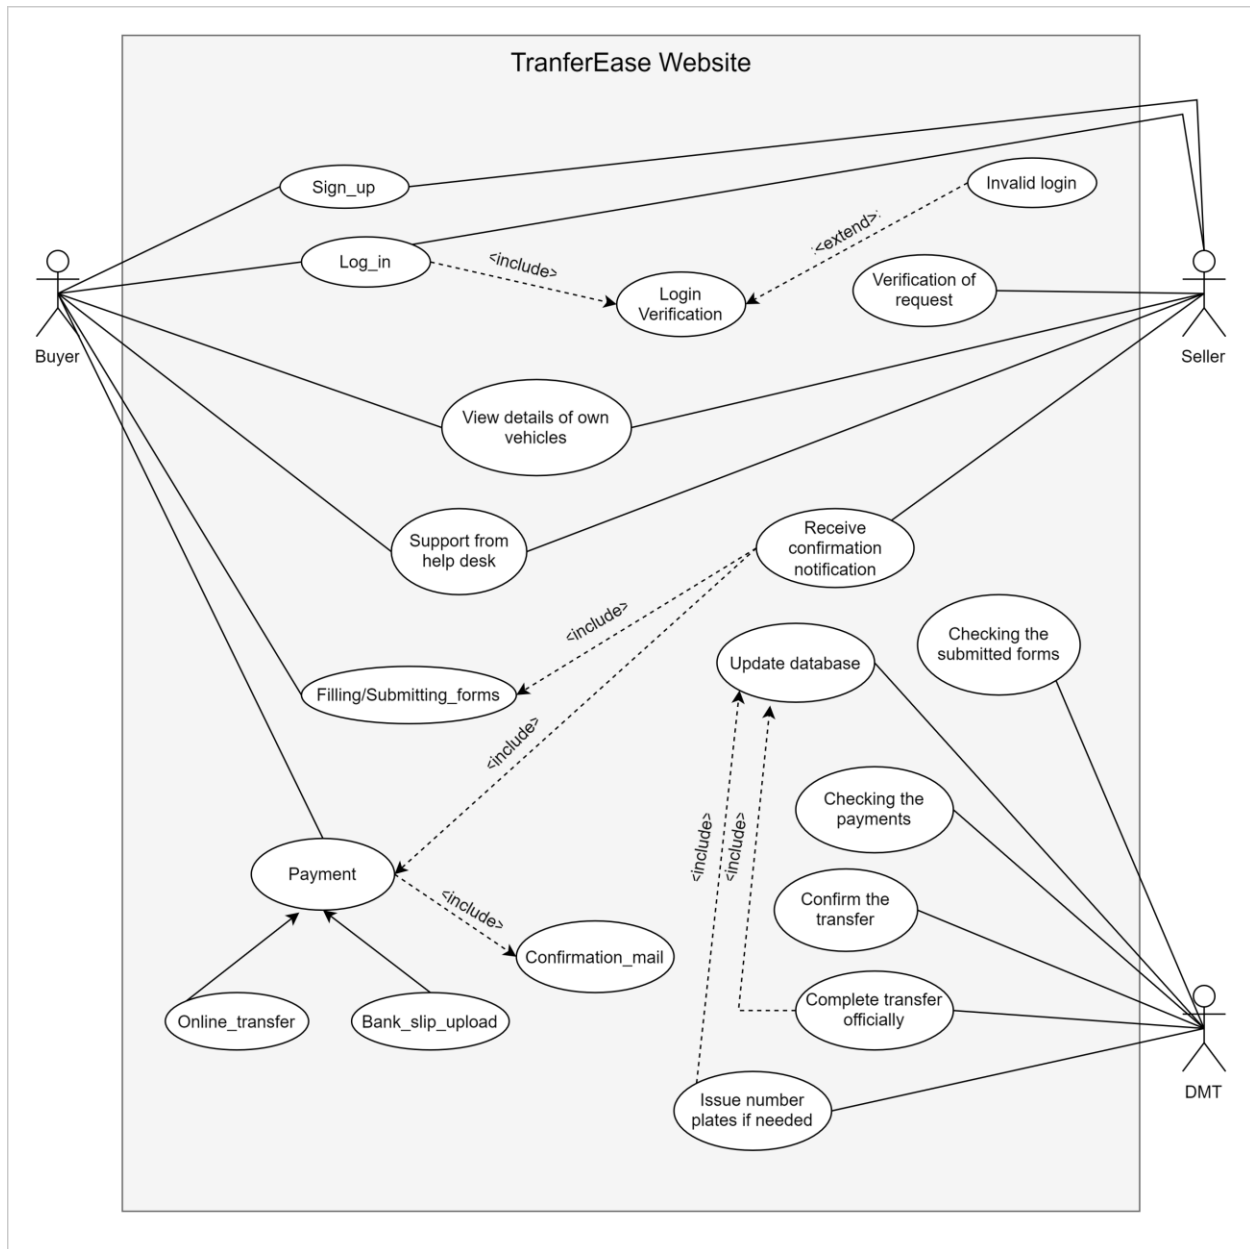 TranferEase Website
Sign_up
Invalid login
<extend>
Log_in
<include>
Login
Verification
Verification of
request
Buyer
Seller
View details of own
vehicles
Support from
help desk
Receive
confirmation
notification
<include>
Checking the
submitted forms
Update database
Filling/Submitting_forms
<include>
Checking the
payments
<include>
<include>
Payment
<include>
Confirm the
transfer
Confirmation_mail
Online_transfer
Bank_slip_upload
Complete transfer
officially
Issue number
plates if needed
DMT